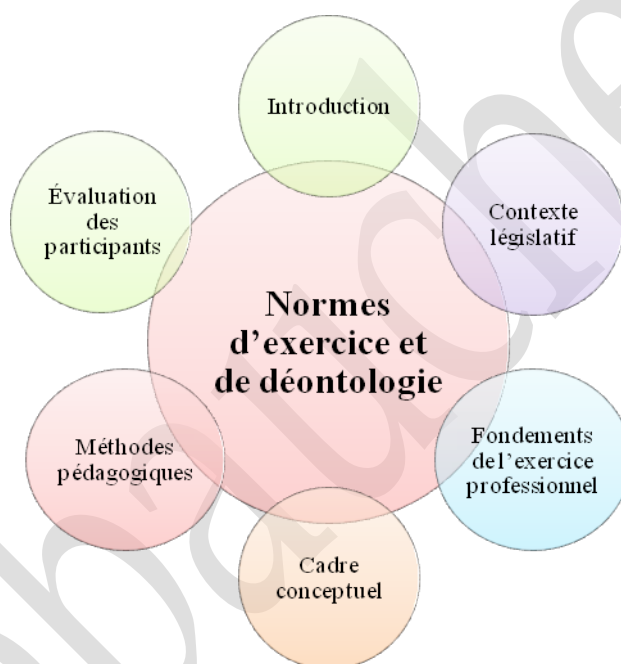 Introduction
Contexte
législatif
Fondements
de l'exercice
professionnel
Cadre
conceptuel
Méthodes
pédagogiques
Évaluation
des
participants
Normes
d'exercice et
de déontologie